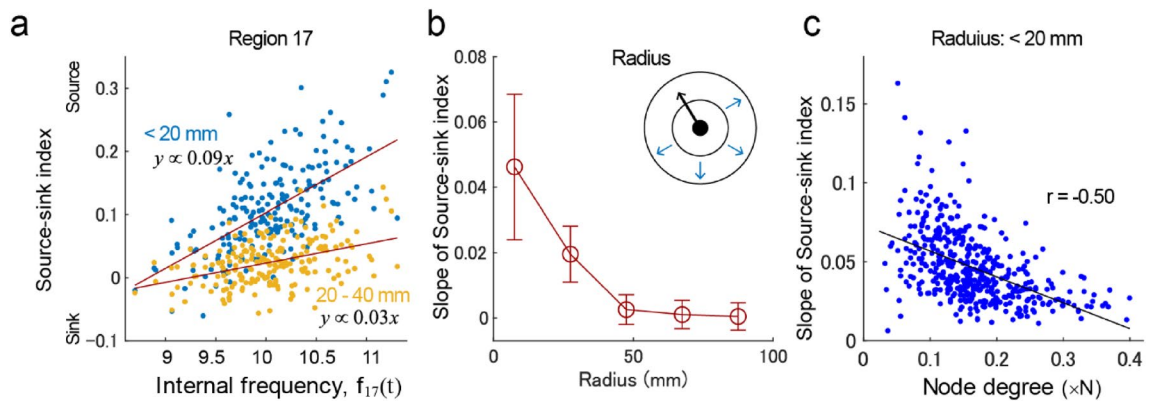 a
Region 17
Source-sink index
Source
Sink
0.3
0.2
0.1
0
−0.1
< 20 mm
y ∝ 0.09x
20 - 40 mm
y ∝ 0.03x
9 9.5 10 10.5 11
Internal frequency, f17(t)
b
Radius
Slope of Source-sink index
0.08
0.06
0.04
0.02
0
0 50 100
Radius (mm)
c
Raduius: < 20 mm
Slope of Source-sink index
0.15
0.1
0.05
0
r = -0.50
0 0.1 0.2 0.3 0.4
Node degree (×N)